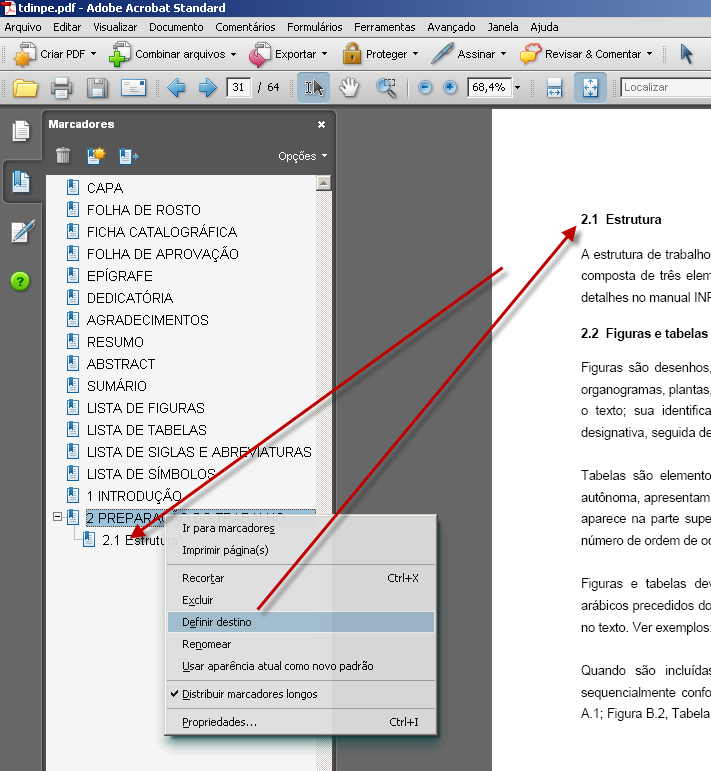 tdinpe.pdf - Adobe Acrobat Standard
Arquivo Editar Visualizar Documento Comentários Formulários Ferramentas Avançado Janela Ajuda
Criar PDF Combinar arquivos Exportar Proteger Assinar Revisar & Comentar
31 / 64 68,4% Localizar
Marcadores ×
Opções
CAPA
FOLHA DE ROSTO
FICHA CATALOGRÁFICA
FOLHA DE APROVAÇÃO
EPÍGRAFE
DEDICATÓRIA
AGRADECIMENTOS
RESUMO
ABSTRACT
SUMÁRIO
LISTA DE FIGURAS
LISTA DE TABELAS
LISTA DE SIGLAS E ABREVIATURAS
LISTA DE SÍMBOLOS
1 INTRODUÇÃO
2 PREPARAÇÃO DO TRABALHO
2.1 Estrutura
Ir para marcadores
Imprimir página(s)
Recortar Ctrl+X
Excluir
Definir destino
Renomear
Usar aparência atual como novo padrão
Distribuir marcadores longos
Propriedades... Ctrl+I
2.1 Estrutura
A estrutura de trabalho
composta de três elem
detalhes no manual INP
2.2 Figuras e tabelas
Figuras são desenhos,
organogramas, plantas,
o texto; sua identifica
designativa, seguida de
Tabelas são elemento
autônoma, apresentam
aparece na parte supe
número de ordem de oc
Figuras e tabelas dev
arábicos precedidos do
no texto. Ver exemplos:
Quando são incluídas
sequencialmente confo
A.1; Figura B.2, Tabela